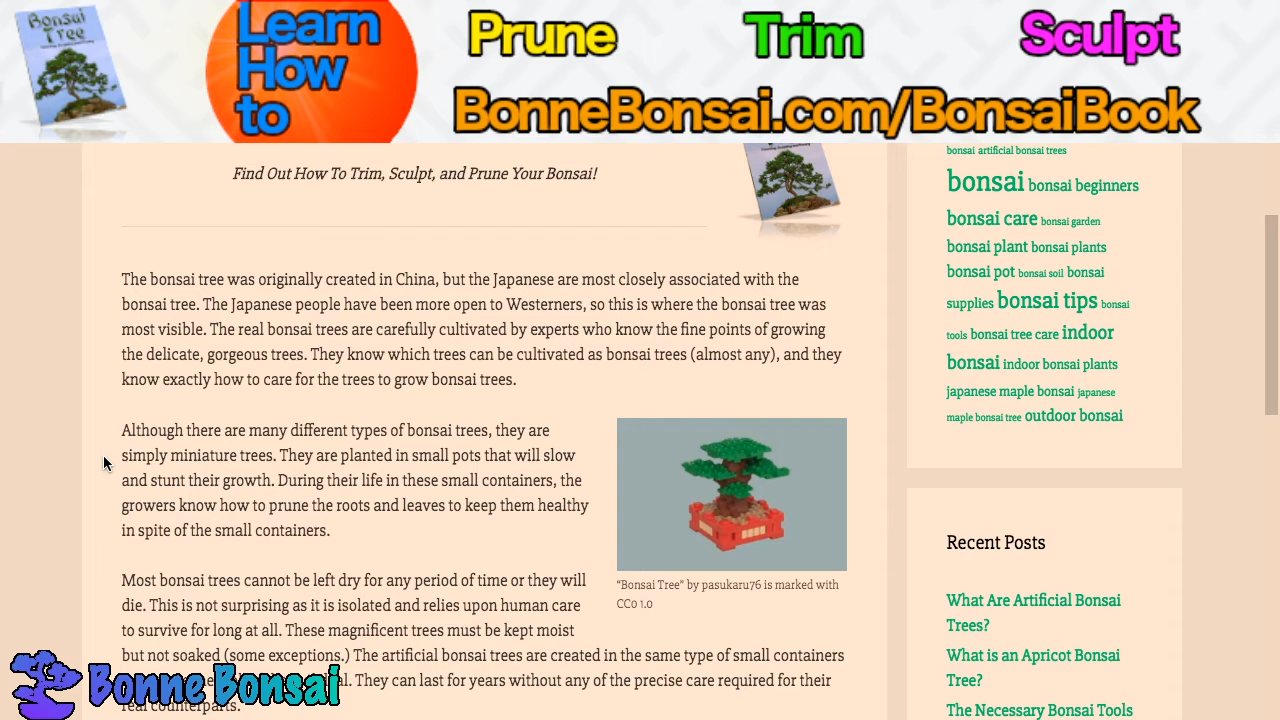 Bonsai
Tree
Learn
How
to
Prune
Trim
Sculpt
BonneBonsai.com/BonsaiBook
Find Out How To Trim, Sculpt, and Prune Your Bonsai!
The bonsai tree was originally created in China, but the Japanese are most closely associated with the
bonsai tree. The Japanese people have been more open to Westerners, so this is where the bonsai tree was
most visible. The real bonsai trees are carefully cultivated by experts who know the fine points of growing
the delicate, gorgeous trees. They know which trees can be cultivated as bonsai trees (almost any), and they
know exactly how to care for the trees to grow bonsai trees.
Although there are many different types of bonsai trees, they are
simply miniature trees. They are planted in small pots that will slow
and stunt their growth. During their life in these small containers, the
growers know how to prune the roots and leaves to keep them healthy
in spite of the small containers.
"Bonsai Tree" by pasukaru76 is marked with
CC0 1.0
Most bonsai trees cannot be left dry for any period of time or they will
die. This is not surprising as it is isolated and relies upon human care
to survive for long at all. These magnificent trees must be kept moist
but not soaked (some exceptions.) The artificial bonsai trees are created in the same type of small containers
They can last for years without any of the precise care required for their
real counterparts.
Bonne Bonsai
bonsai artificial bonsai trees
bonsai bonsai beginners
bonsai care bonsai garden
bonsai plant bonsai plants
bonsai pot bonsai soil bonsai
supplies bonsai tips bonsai
tools bonsai tree care indoor
bonsai indoor bonsai plants
japanese maple bonsai japanese
maple bonsai tree outdoor bonsai
Recent Posts
What Are Artificial Bonsai
Trees?
What is an Apricot Bonsai
Tree?
The Necessary Bonsai Tools